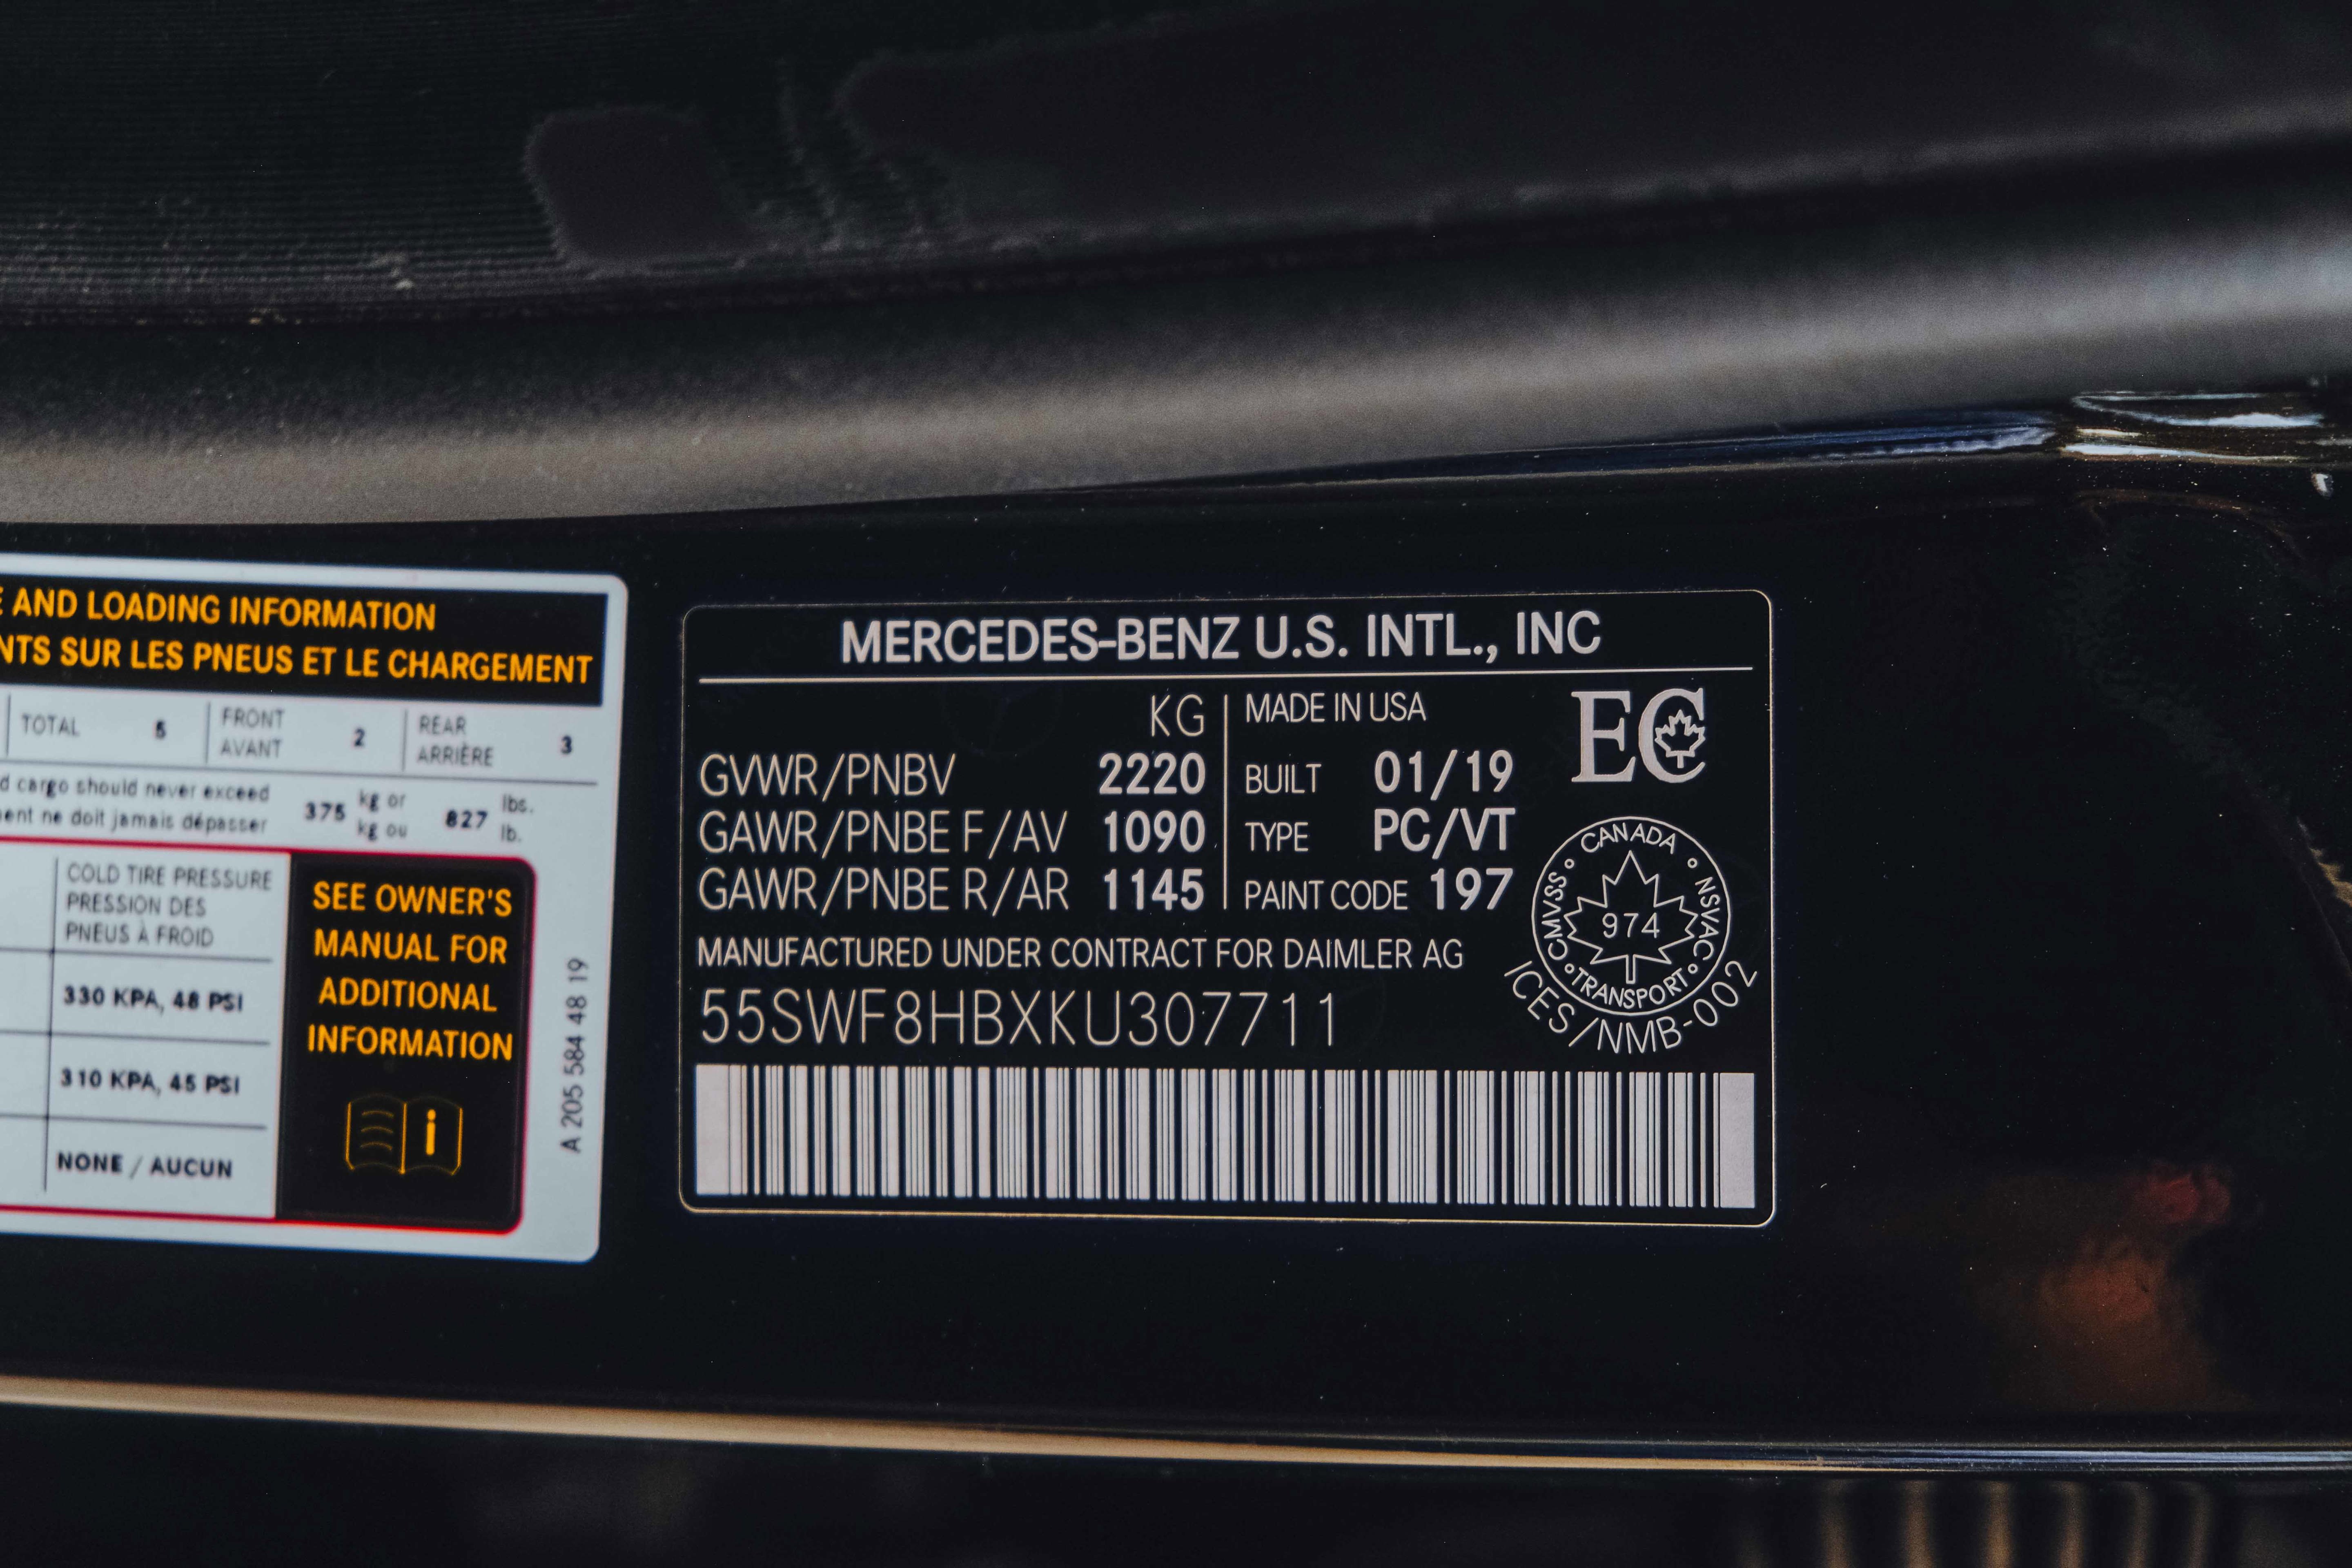 E AND LOADING INFORMATION
NTS SUR LES PNEUS ET LE CHARGEMENT
TOTAL 5 FRONT AVANT 2 REAR ARRIÈRE 3
d cargo should never exceed
ent ne doit jamais dépasser
375 kg or kg ou 827 lbs. lb.
COLD TIRE PRESSURE
PRESSION DES
PNEUS À FROID
330 KPA, 48 PSI
310 KPA, 45 PSI
NONE / AUCUN
SEE OWNER'S
MANUAL FOR
ADDITIONAL
INFORMATION
i
A 205 584 48 19
MERCEDES-BENZ U.S. INTL., INC
KG
GVWR/PNBV 2220
GAWR/PNBE F/AV 1090
GAWR/PNBE R/AR 1145
MADE IN USA
BUILT 01/19
TYPE PC/VT
PAINT CODE 197
EC
CANADA
NSVAC
TRANSPORT
CMVSS
974
ICES/NMB-002
MANUFACTURED UNDER CONTRACT FOR DAIMLER AG
55SWF8HBXKU307711